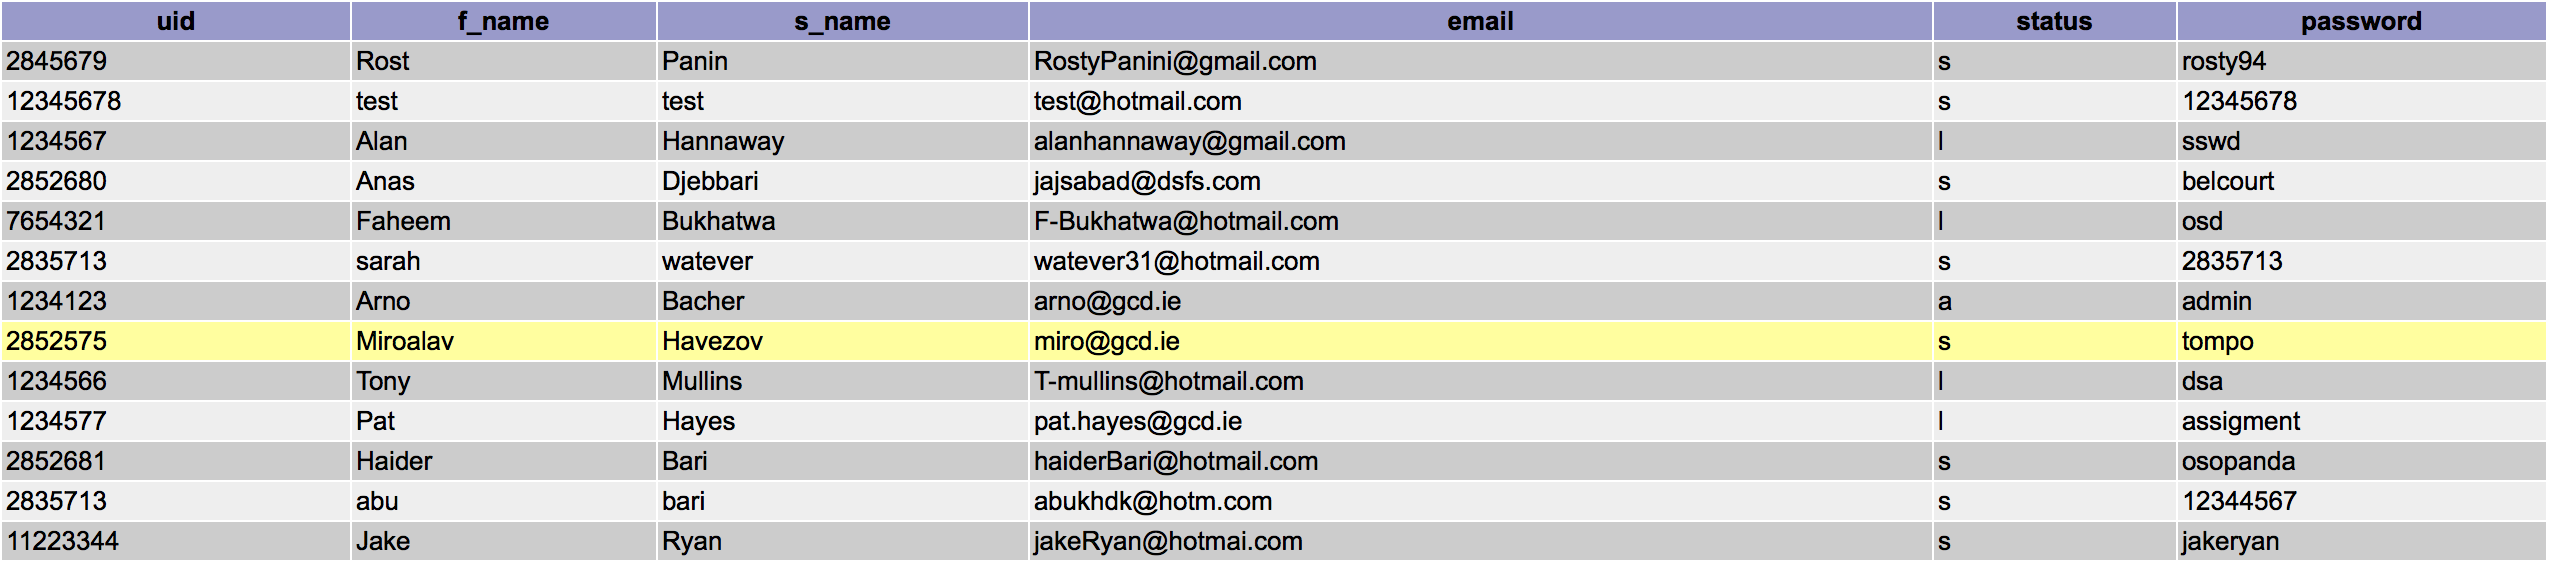 uid f_name s_name email status password
2845679 Rost Panin RostyPanini@gmail.com s rosty94
12345678 test test test@hotmail.com s 12345678
1234567 Alan Hannaway alanhannaway@gmail.com l sswd
2852680 Anas Djebbari jajsabad@dsfs.com s belcourt
7654321 Faheem Bukhatwa F-Bukhatwa@hotmail.com l osd
2835713 sarah watever watever31@hotmail.com s 2835713
1234123 Arno Bacher arno@gcd.ie a admin
2852575 Miroalav Havezov miro@gcd.ie s tompo
1234566 Tony Mullins T-mullins@hotmail.com l dsa
1234577 Pat Hayes pat.hayes@gcd.ie l assigment
2852681 Haider Bari haiderBari@hotmail.com s osopanda
2835713 abu bari abukhdk@hotm.com s 12344567
11223344 Jake Ryan jakeRyan@hotmai.com s jakeryan